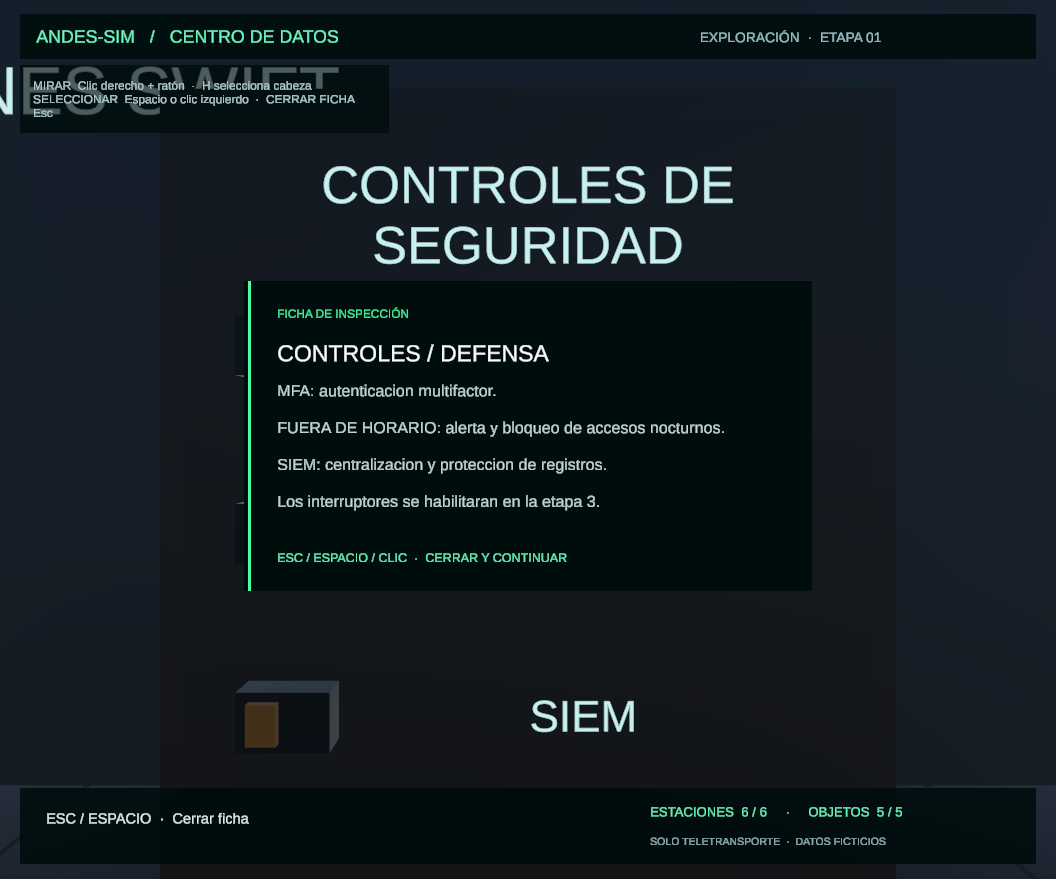 ANDES-SIM / CENTRO DE DATOS
EXPLORACIÓN · ETAPA 01
NES SWIFT
MIRAR Clic derecho + ratón · H selecciona cabeza
SELECCIONAR Espacio o clic izquierdo · CERRAR FICHA
Esc
CONTROLES DE
SEGURIDAD
FICHA DE INSPECCIÓN
CONTROLES / DEFENSA
MFA: autenticacion multifactor.
FUERA DE HORARIO: alerta y bloqueo de accesos nocturnos.
SIEM: centralizacion y proteccion de registros.
Los interruptores se habilitaran en la etapa 3.
ESC / ESPACIO / CLIC · CERRAR Y CONTINUAR
SIEM
ESC / ESPACIO · Cerrar ficha
ESTACIONES 6 / 6 · OBJETOS 5 / 5
SOLO TELETRANSPORTE · DATOS FICTICIOS